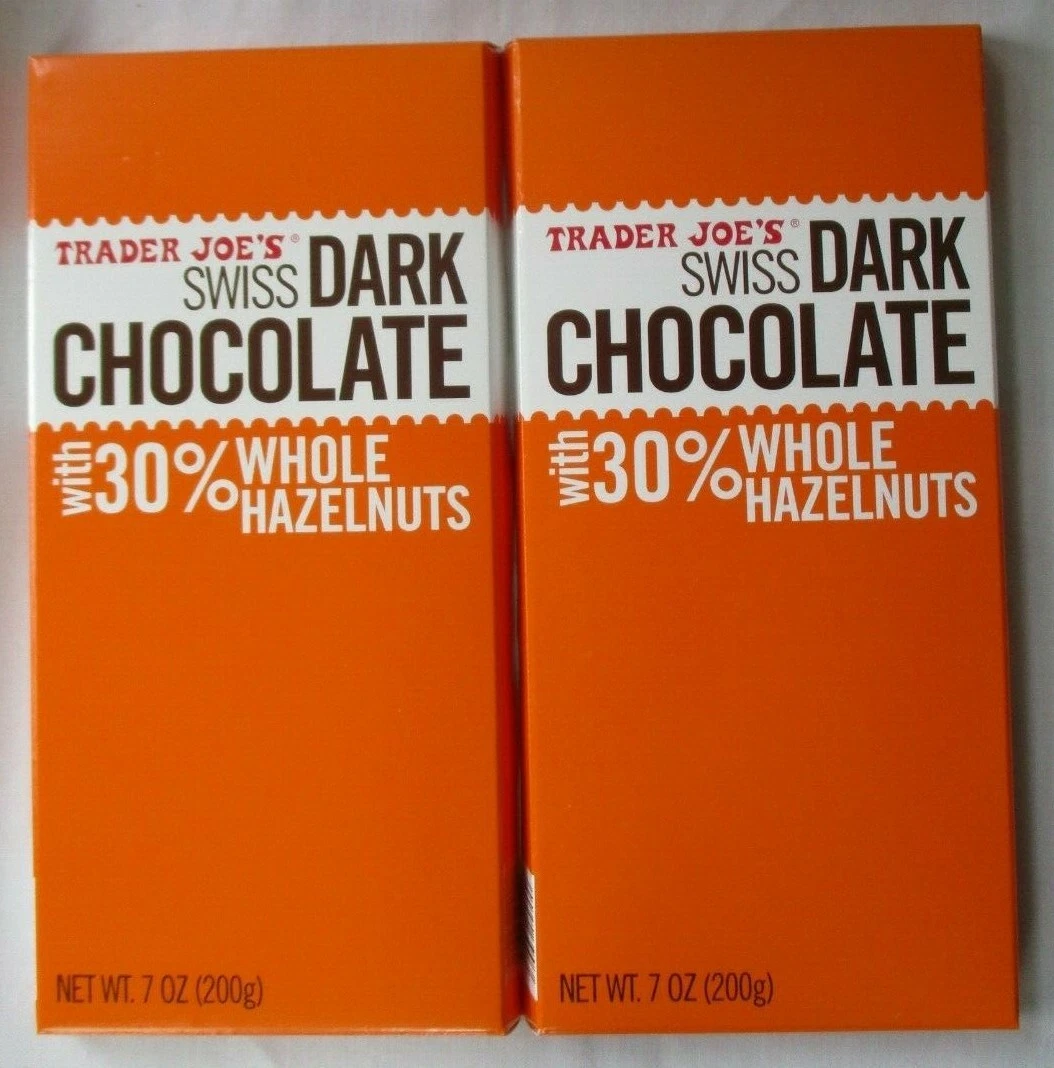 TRADER JOE'S®
SWISS DARK
CHOCOLATE
with 30% WHOLE
HAZELNUTS
NET WT. 7 OZ (200g)
TRADER JOE'S®
SWISS DARK
CHOCOLATE
with 30% WHOLE
HAZELNUTS
NET WT. 7 OZ (200g)